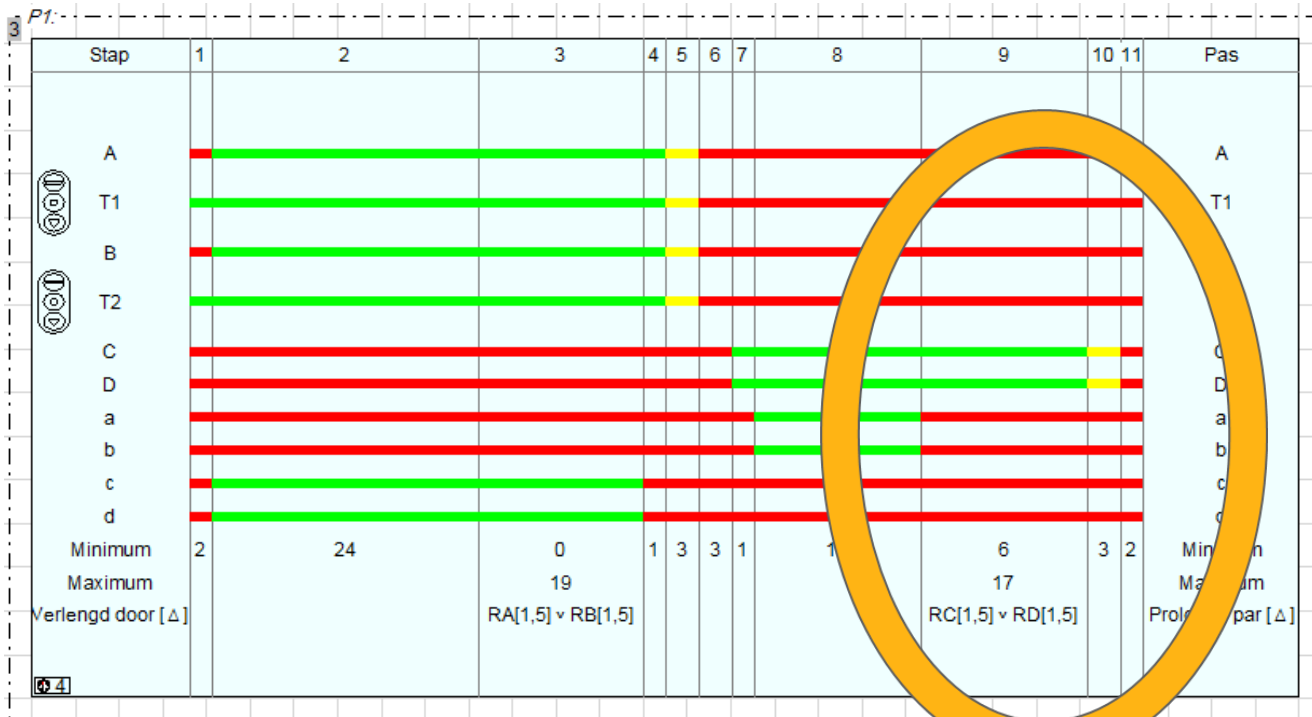 P1:
3
Stap 1 2 3 4 5 6 7 8 9 10 11 Pas
A A
T1 T1
B
T2
C
D D
a a
b b
c c
d
Minimum 2 24 0 1 3 3 1 6 3 2
Maximum 19 17
Verlengd door [Δ] RA[1,5] v RB[1,5] RC[1,5] v RD[1,5] par [Δ]
4